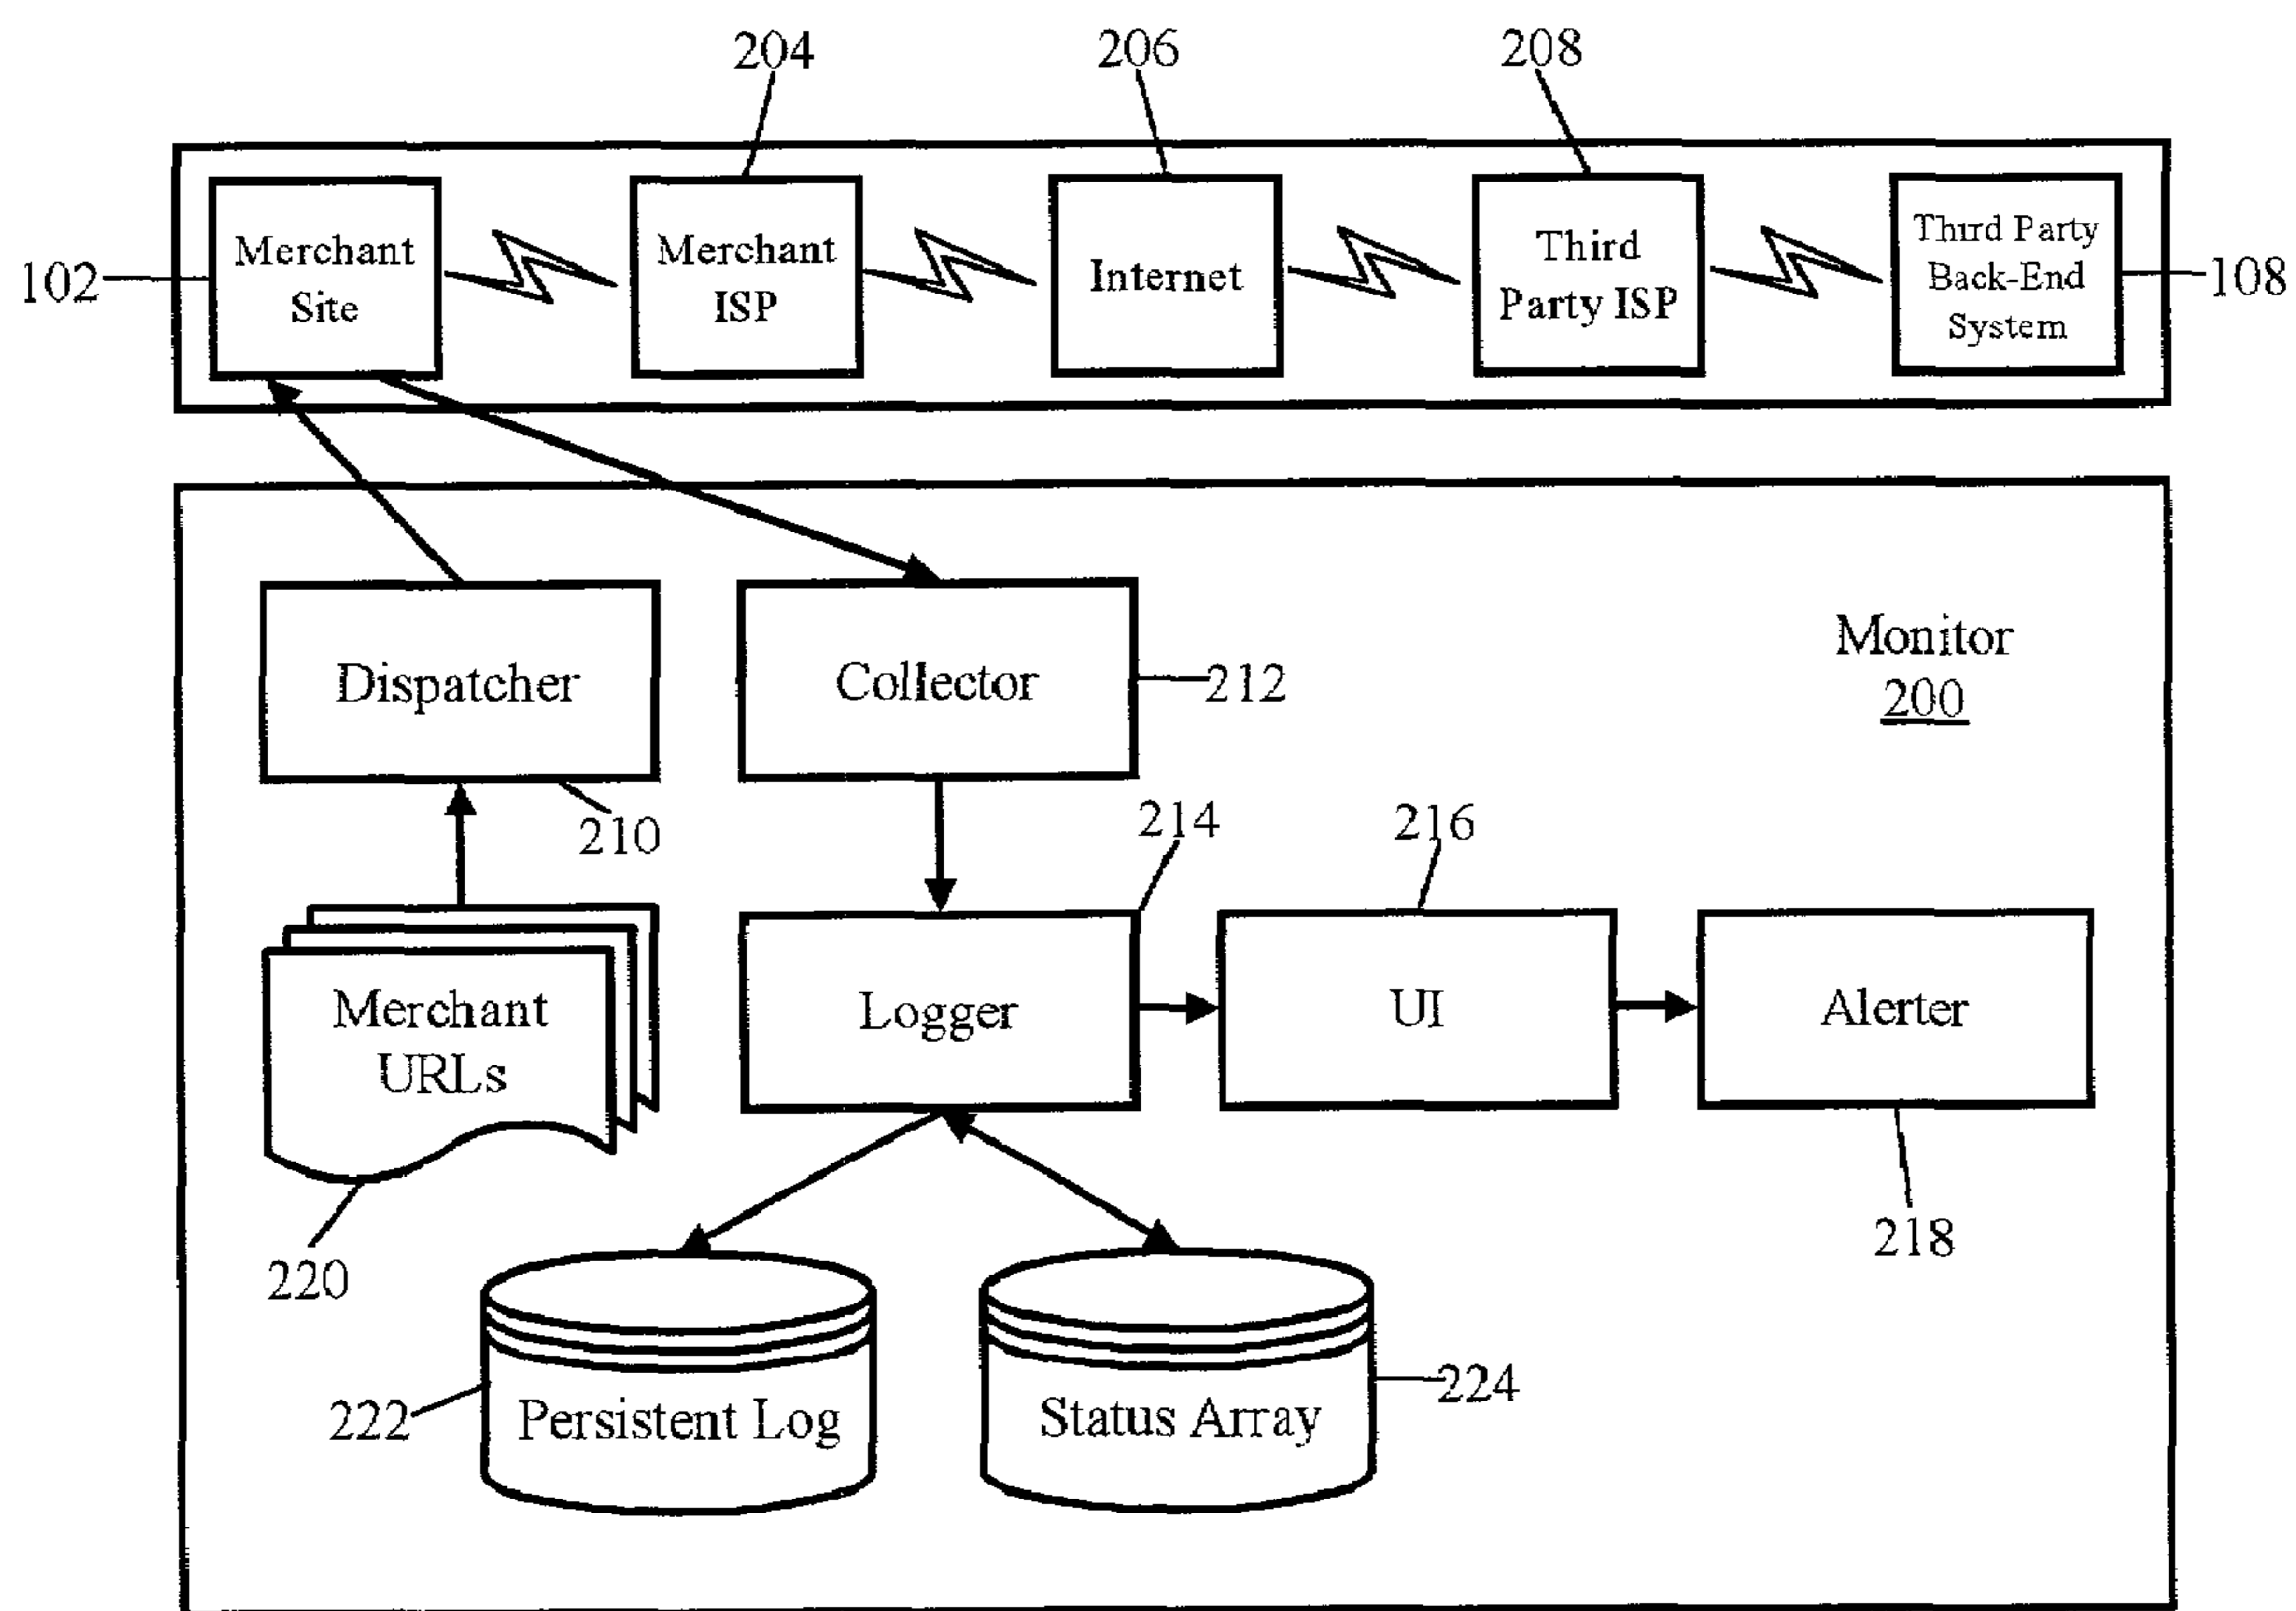 204
206
208
102
Merchant
Site
Merchant
ISP
Internet
Third
Party ISP
Third Party
Back-End
System
108
Monitor
200
Dispatcher
Collector
212
210
214
216
Merchant
URLs
Logger
UI
Alerter
220
218
222
Persistent Log
Status Array
224